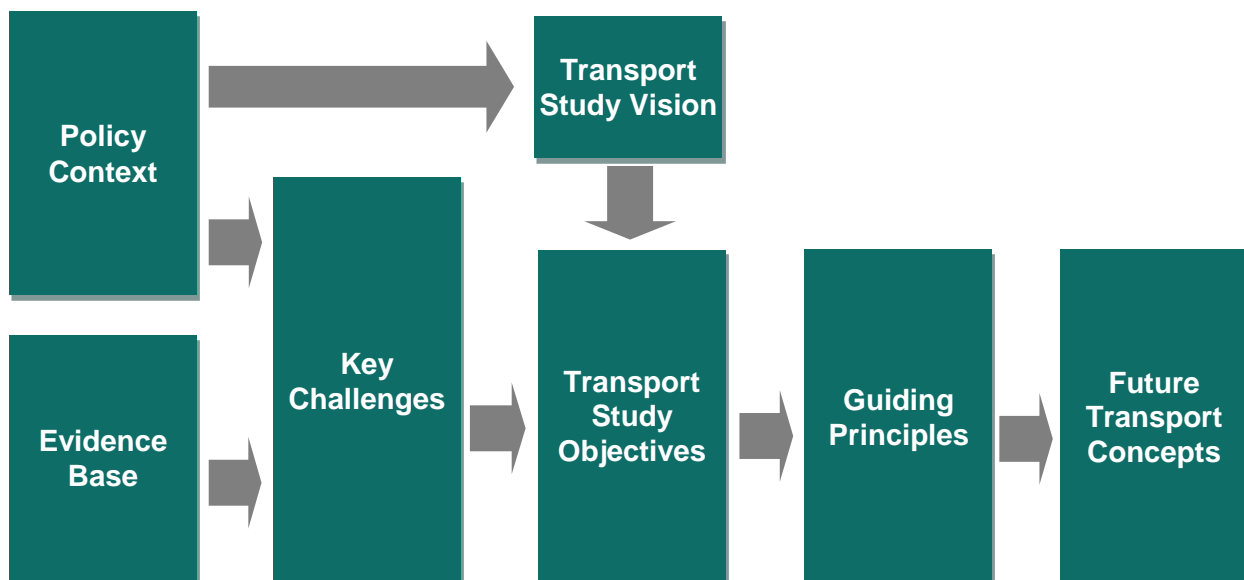 Policy
Context
Transport
Study Vision
Evidence
Base
Key
Challenges
Transport
Study
Objectives
Guiding
Principles
Future
Transport
Concepts